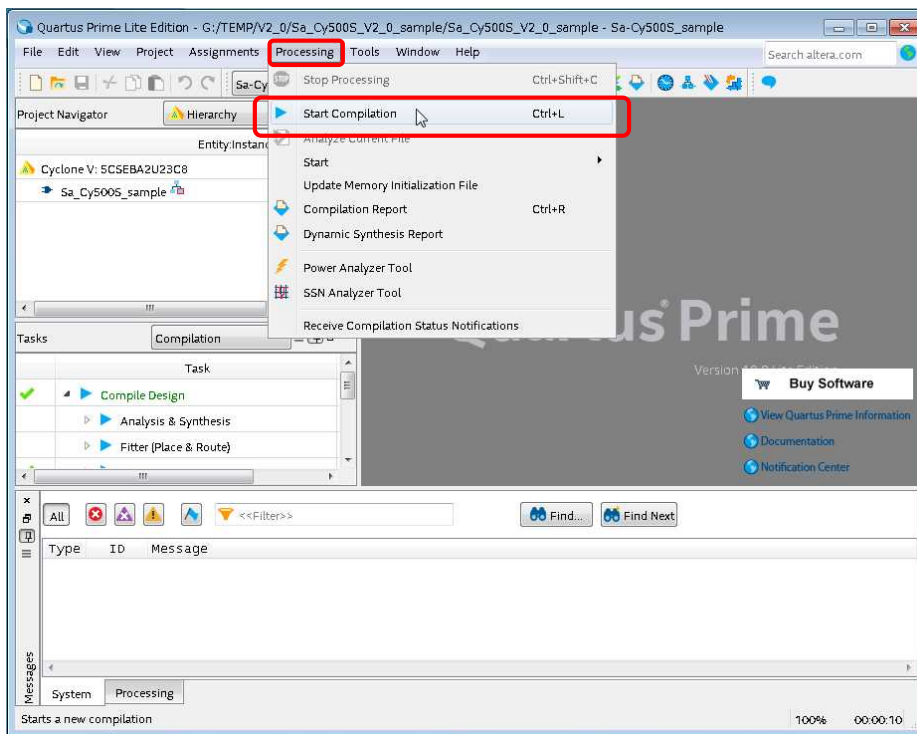 Quartus Prime Lite Edition - G:/TEMP/V2_0/Sa_Cy500S_V2_0_sample/Sa_Cy500S_V2_0_sample - Sa-Cy500S_sample
File Edit View Project Assignments Processing Tools Window Help
Search altera.com
Sa-Cy
Stop Processing Ctrl+Shift+C
Project Navigator Hierarchy
Start Compilation Ctrl+L
Analyze Current File
Entity:Instanc
Start
Cyclone V: 5CSEBA2U23C8
Update Memory Initialization File
Sa_Cy500S_sample
Compilation Report Ctrl+R
Dynamic Synthesis Report
Power Analyzer Tool
SSN Analyzer Tool
Receive Compilation Status Notifications
us Prime
Tasks Compilation
Task
Version
Compile Design
Buy Software
Analysis & Synthesis
View Quartus Prime Information
Fitter (Place & Route)
Documentation
Notification Center
All <<Filter>> Find... Find Next
Type ID Message
Messages
System Processing
Starts a new compilation 100% 00:00:10